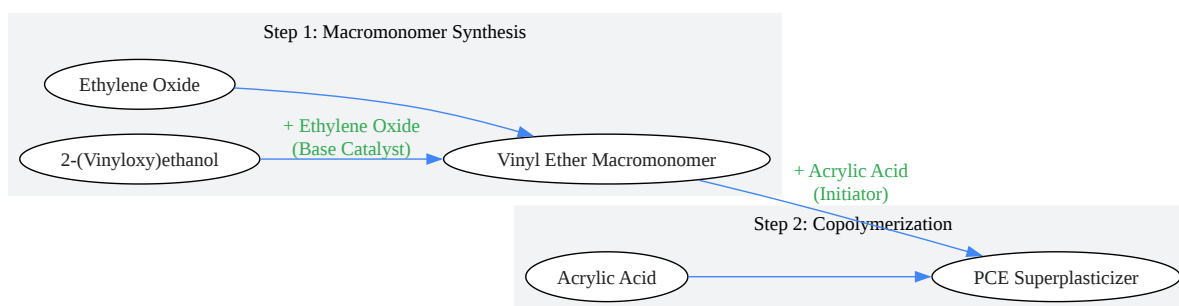 Step 1: Macromonomer Synthesis
Ethylene Oxide
+ Ethylene Oxide
(Base Catalyst)
2-(Vinyloxy)ethanol
Vinyl Ether Macromonomer
+ Acrylic Acid
(Initiator)
Step 2: Copolymerization
Acrylic Acid
PCE Superplasticizer